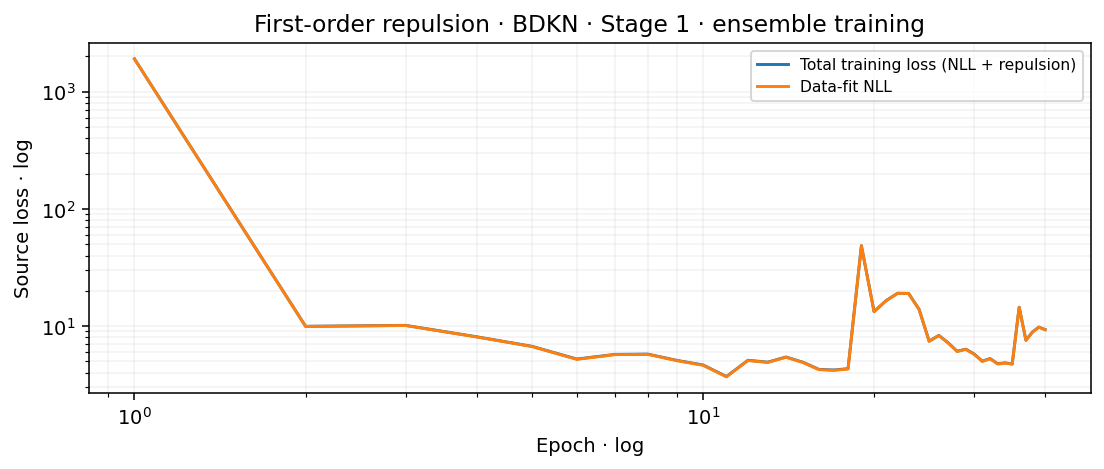 First-order repulsion · BDKN · Stage 1 · ensemble training
Total training loss (NLL + repulsion)
Data-fit NLL
Source loss · log
10³
10²
10¹
10⁰
10¹
Epoch · log